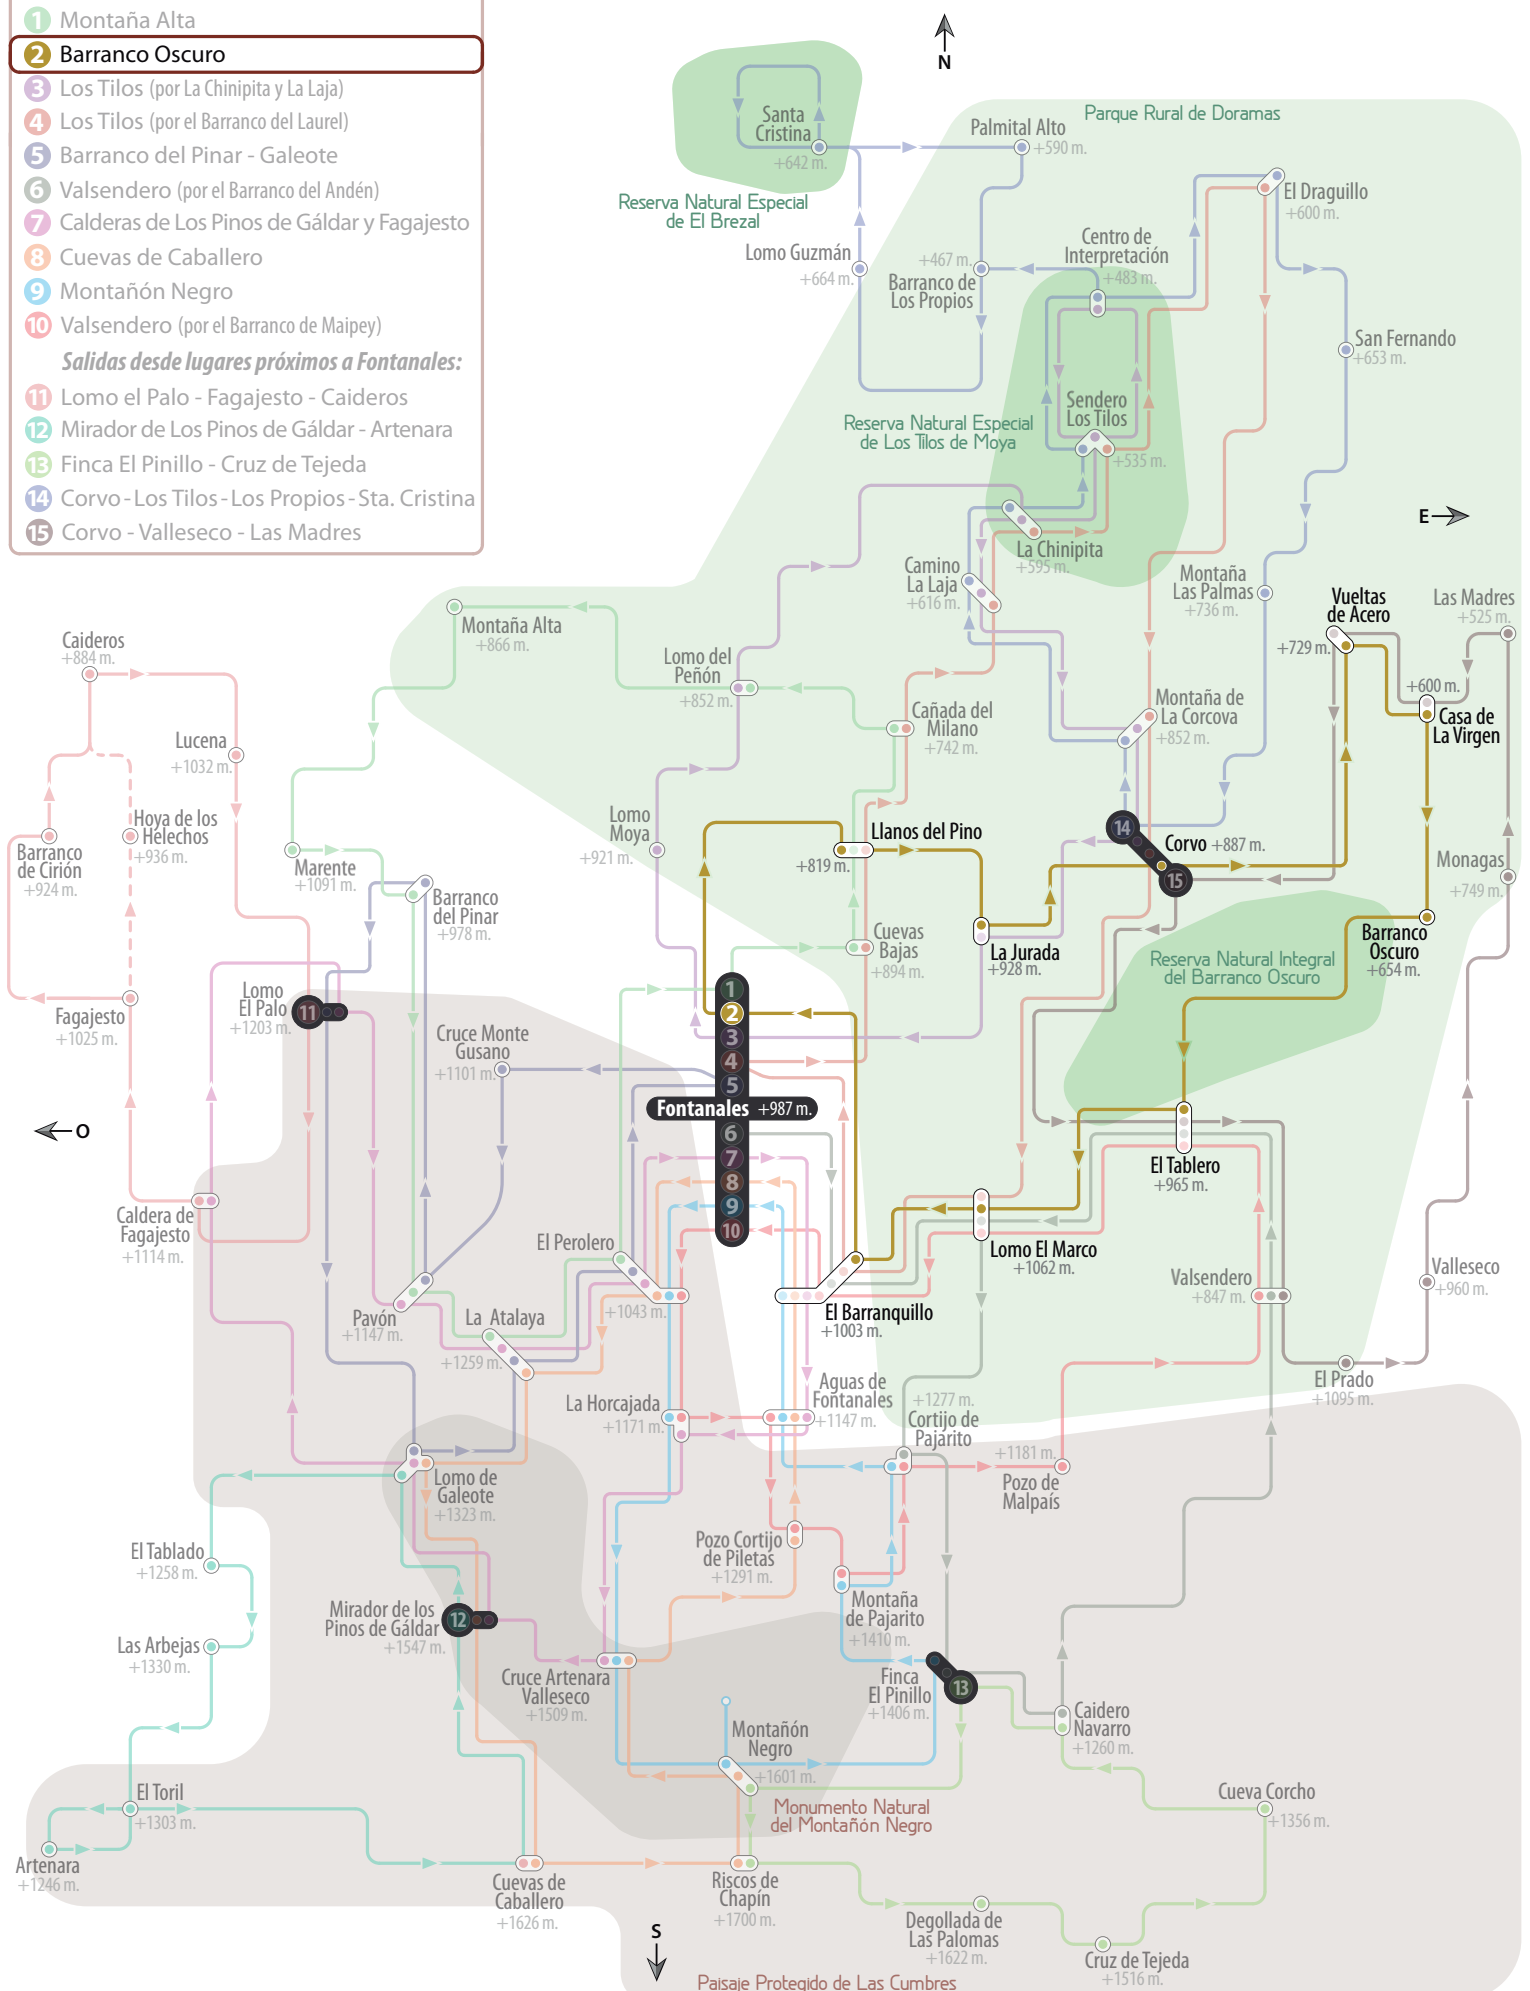 1 Montaña Alta
2 Barranco Oscuro
3 Los Tilos (por La Chinipita y La Laja)
4 Los Tilos (por el Barranco del Laurel)
5 Barranco del Pinar - Galeote
6 Valsendero (por el Barranco del Andén)
7 Calderas de Los Pinos de Gáldar y Fagajesto
8 Cuevas de Caballero
9 Montañón Negro
10 Valsendero (por el Barranco de Maipey)
Salidas desde lugares próximos a Fontanales:
11 Lomo el Palo - Fagajesto - Caideros
12 Mirador de Los Pinos de Gáldar - Artenara
13 Finca El Pinillo - Cruz de Tejeda
14 Corvo - Los Tilos - Los Propios - Sta. Cristina
15 Corvo - Valleseco - Las Madres
N
Parque Rural de Doramas
Santa
Cristina
+642 m.
Palmital Alto
+590 m.
Reserva Natural Especial
de El Brezal
El Draguillo
+600 m.
Centro de
Interpretación
+483 m.
Lomo Guzmán
+664 m.
+467 m.
Barranco de
Los Propios
San Fernando
+653 m.
Sendero
Los Tilos
+535 m.
Reserva Natural Especial
de Los Tilos de Moya
E
La Chinipita
+595 m.
Camino
La Laja
+616 m.
Montaña
Las Palmas
+736 m.
Vueltas
de Acero
+729 m.
Las Madres
+525 m.
Montaña Alta
+866 m.
Caideros
+884 m.
Lomo del
Peñón
+852 m.
+600 m.
Casa de
La Virgen
Montaña de
La Corcova
+852 m.
Cañada del
Milano
+742 m.
Lucena
+1032 m.
Hoya de los
Helechos
+936 m.
Barranco
de Cirión
+924 m.
Lomo
Moya
+921 m.
Llanos del Pino
+819 m.
14
Corvo +887 m.
15
Monagas
+749 m.
Marente
+1091 m.
Barranco
del Pinar
+978 m.
Cuevas
Bajas
+894 m.
La Jurada
+928 m.
Barranco
Oscuro
+654 m.
Reserva Natural Integral
del Barranco Oscuro
Fagajesto
+1025 m.
Lomo
El Palo
+1203 m.
11
Cruce Monte
Gusano
+1101 m.
1
2
3
4
5
Fontanales +987 m.
6
7
8
9
10
O
El Tablero
+965 m.
Caldera de
Fagajesto
+1114 m.
El Perolero
+1043 m.
Lomo El Marco
+1062 m.
Valsendero
+847 m.
Valleseco
+960 m.
El Barranquillo
+1003 m.
Pavón
+1147 m.
La Atalaya
+1259 m.
El Prado
+1095 m.
La Horcajada
+1171 m.
Aguas de
Fontanales
+1147 m.
+1277 m.
Cortijo de
Pajarito
+1181 m.
Pozo de
Malpaís
Lomo de
Galeote
+1323 m.
El Tablado
+1258 m.
Pozo Cortijo
de Piletas
+1291 m.
Montaña
de Pajarito
+1410 m.
Mirador de los
Pinos de Gáldar
+1547 m.
12
Las Arbejas
+1330 m.
Cruce Artenara
Valleseco
+1509 m.
Finca
El Pinillo
+1406 m.
13
Caidero
Navarro
+1260 m.
Montañón
Negro
+1601 m.
El Toril
+1303 m.
Monumento Natural
del Montañón Negro
Cueva Corcho
+1356 m.
Artenara
+1246 m.
Cuevas de
Caballero
+1626 m.
Riscos de
Chapín
+1700 m.
Degollada de
Las Palomas
+1622 m.
S
Cruz de Tejeda
+1516 m.
Paisaje Protegido de Las Cumbres